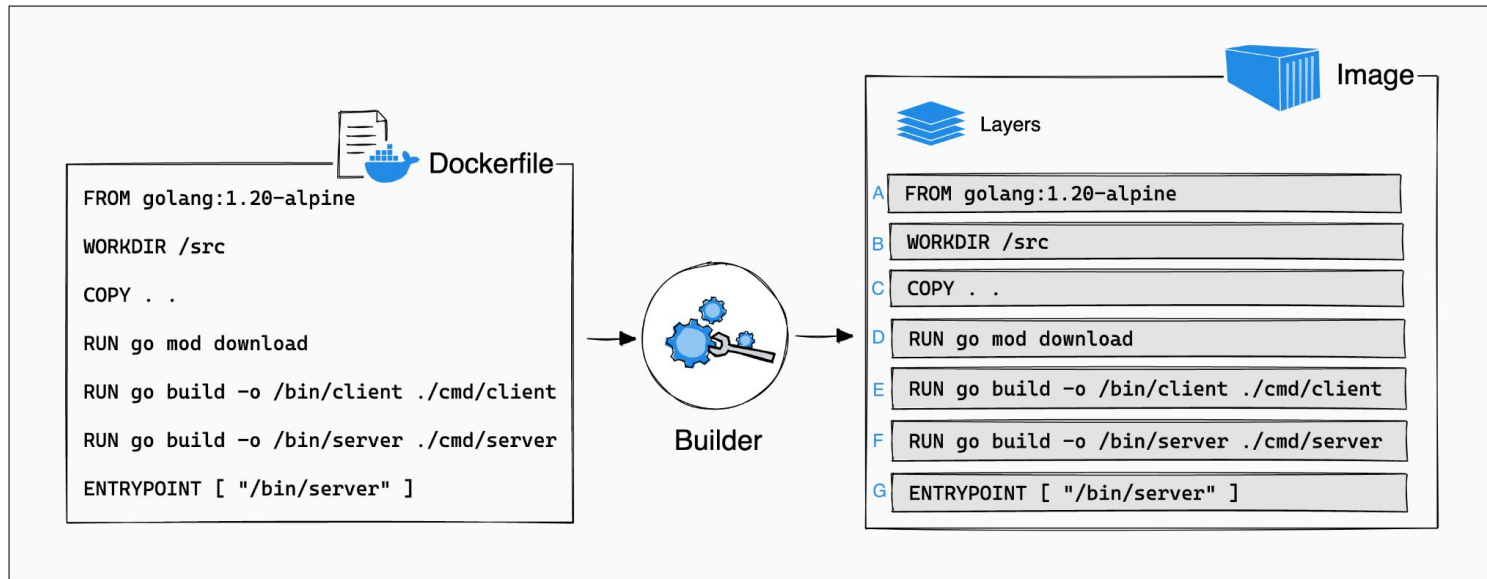 Dockerfile
FROM golang:1.20-alpine
WORKDIR /src
COPY . .
RUN go mod download
RUN go build -o /bin/client ./cmd/client
RUN go build -o /bin/server ./cmd/server
ENTRYPOINT [ "/bin/server" ]
Builder
Image
Layers
A FROM golang:1.20-alpine
B WORKDIR /src
C COPY . .
D RUN go mod download
E RUN go build -o /bin/client ./cmd/client
F RUN go build -o /bin/server ./cmd/server
G ENTRYPOINT [ "/bin/server" ]